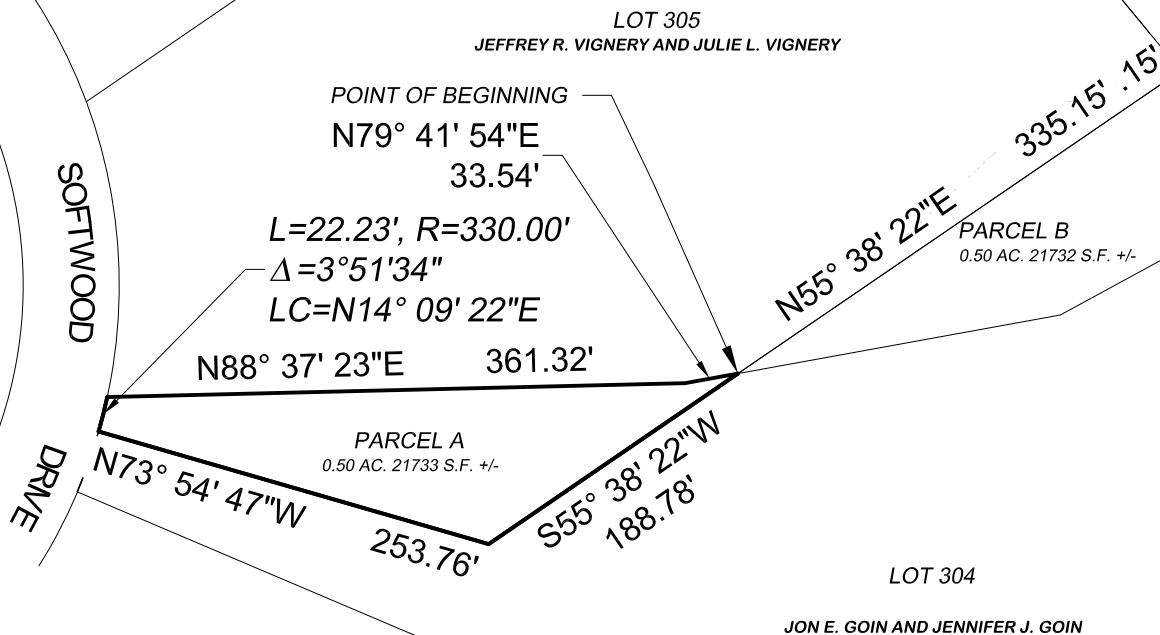 LOT 305
JEFFREY R. VIGNERY AND JULIE L. VIGNERY
POINT OF BEGINNING
N79° 41' 54"E
33.54'
335.15' .15'
N55° 38' 22"E
SOFTWOOD
L=22.23', R=330.00'
Δ=3°51'34"
LC=N14° 09' 22"E
PARCEL B
0.50 AC. 21732 S.F. +/-
N88° 37' 23"E 361.32'
PARCEL A
0.50 AC. 21733 S.F. +/-
DRIVE
N73° 54' 47"W
253.76'
S55° 38' 22"W
188.78'
LOT 304
JON E. GOIN AND JENNIFER J. GOIN